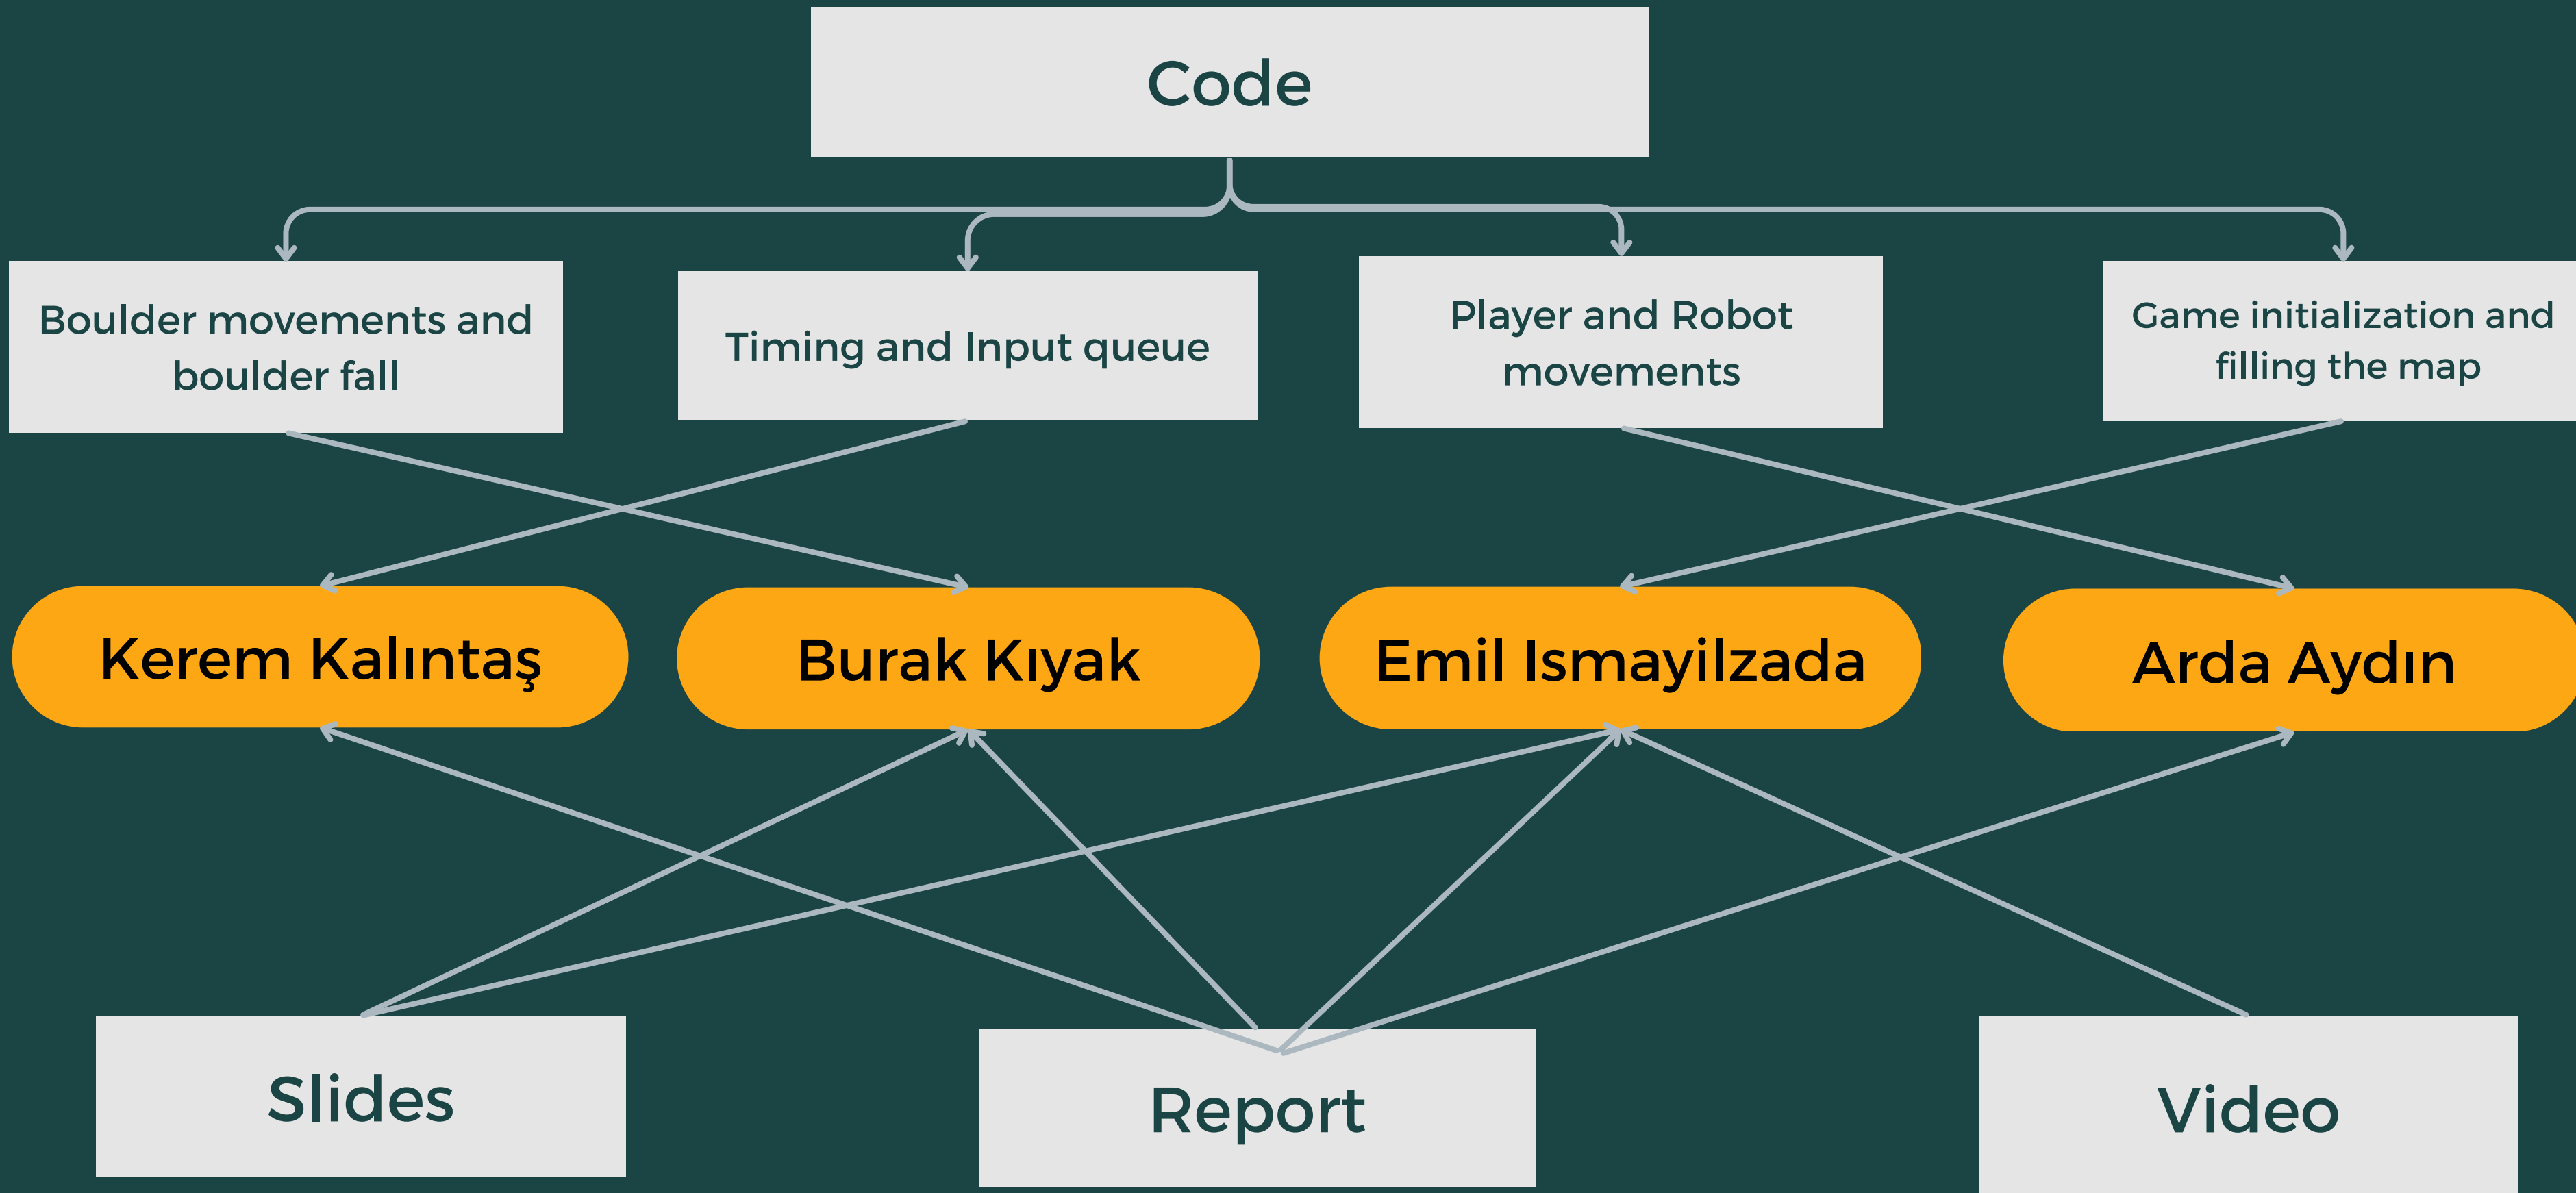 Code
Boulder movements and
boulder fall
Timing and Input queue
Player and Robot
movements
Game initialization and
filling the map
Kerem Kalıntaş
Burak Kıyak
Emil Ismayilzada
Arda Aydın
Slides
Report
Video